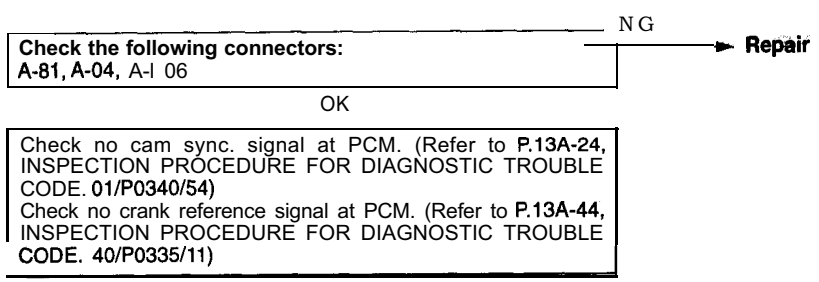 NG
Check the following connectors:
A-81, A-04, A-I 06
Repair
OK
Check no cam sync. signal at PCM. (Refer to P.13A-24,
INSPECTION PROCEDURE FOR DIAGNOSTIC TROUBLE
CODE. 01/P0340/54)
Check no crank reference signal at PCM. (Refer to P.13A-44,
INSPECTION PROCEDURE FOR DIAGNOSTIC TROUBLE
CODE. 40/P0335/11)